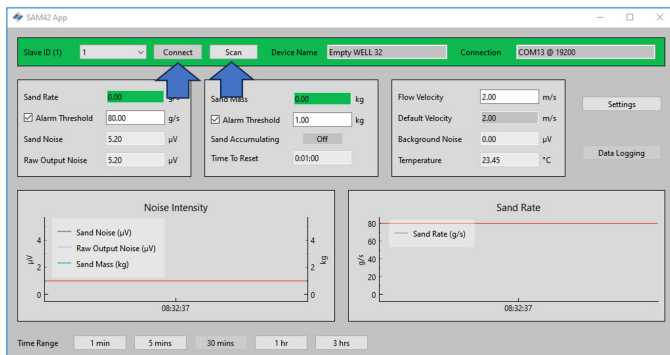 SAM42 App
Slave ID (1) 1 Connect Scan Device Name Empty WELL 32 Connection COM13 @ 19200
Sand Rate 0.00 g/s
Alarm Threshold 80.00 g/s
Sand Noise 5.20 µV
Raw Output Noise 5.20 µV
Sand Mass 0.00 kg
Alarm Threshold 1.00 kg
Sand Accumulating Off
Time To Reset 0:01:00
Flow Velocity 2.00 m/s
Default Velocity 2.00 m/s
Background Noise 0.00 µV
Temperature 23.45 °C
Settings
Data Logging
Noise Intensity
Sand Noise (µV)
Raw Output Noise (µV)
Sand Mass (kg)
µV
4
2
0
4
2
0
kg
08:32:37
Sand Rate
Sand Rate (g/s)
g/s
80
60
40
20
0
08:32:37
Time Range 1 min 5 mins 30 mins 1 hr 3 hrs